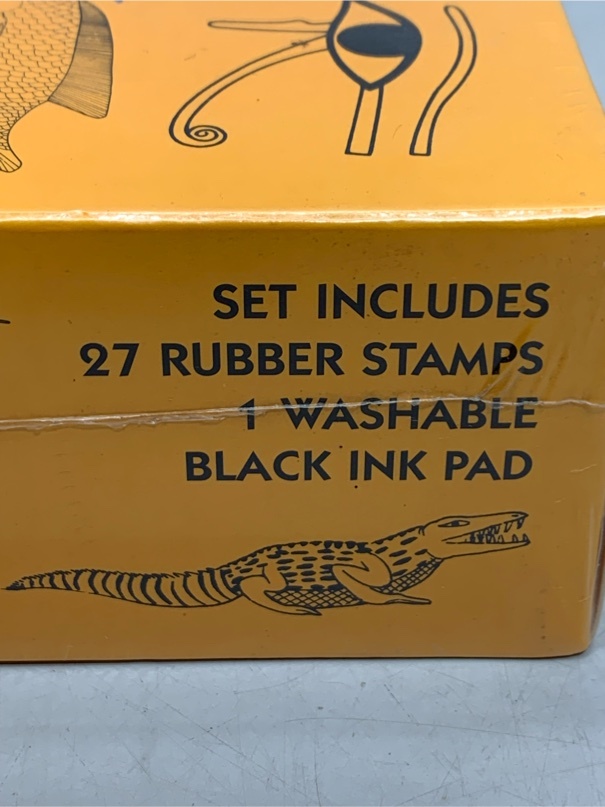 SET INCLUDES
27 RUBBER STAMPS
1 WASHABLE
BLACK INK PAD